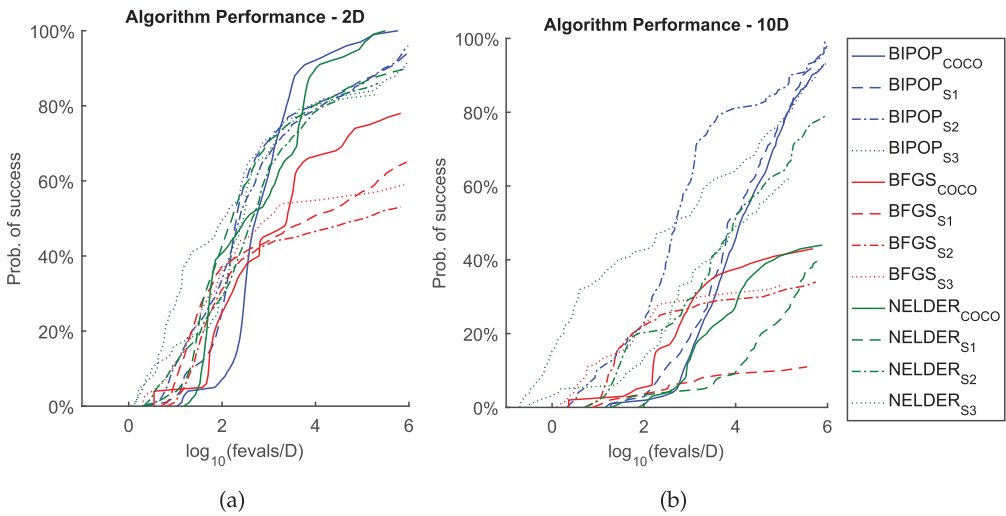 Algorithm Performance - 2D
100%
80%
60%
40%
20%
0%
Prob. of success
0
2
4
6
log10(fevals/D)
(a)
Algorithm Performance - 10D
100%
80%
60%
40%
20%
0%
Prob. of success
0
2
4
6
log10(fevals/D)
(b)
BIPOPCOCO
BIPOPS1
BIPOPS2
BIPOPS3
BFGSCOCO
BFGSS1
BFGSS2
BFGSS3
NELDERCOCO
NELDERS1
NELDERS2
NELDERS3